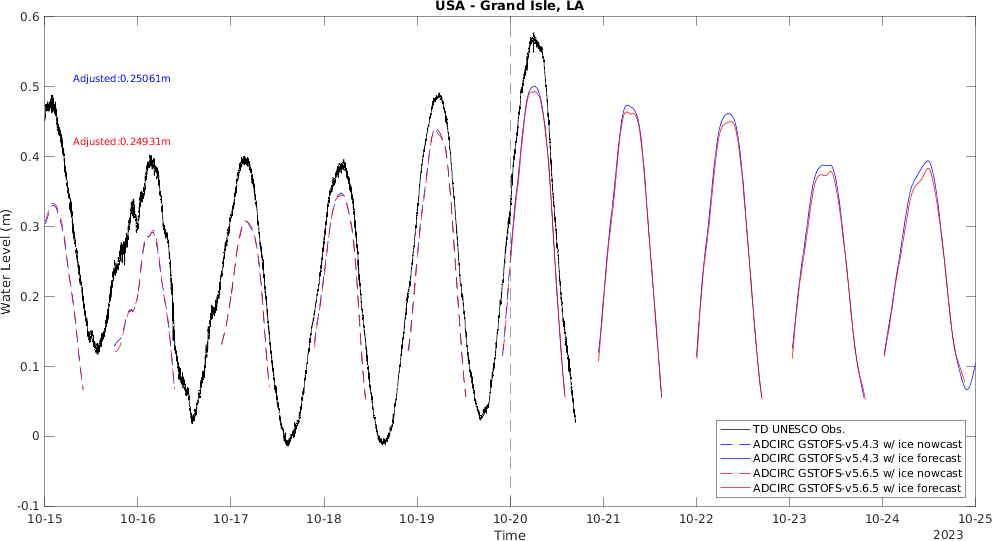 USA - Grand Isle, LA
0.6
0.5
0.4
0.3
0.2
0.1
0
-0.1
Water Level (m)
Adjusted:0.25061m
Adjusted:0.24931m
TD UNESCO Obs.
ADCIRC GSTOFS-v5.4.3 w/ ice nowcast
ADCIRC GSTOFS-v5.4.3 w/ ice forecast
ADCIRC GSTOFS-v5.6.5 w/ ice nowcast
ADCIRC GSTOFS-v5.6.5 w/ ice forecast
10-15 10-16 10-17 10-18 10-19 10-20 10-21 10-22 10-23 10-24 10-25
Time
2023